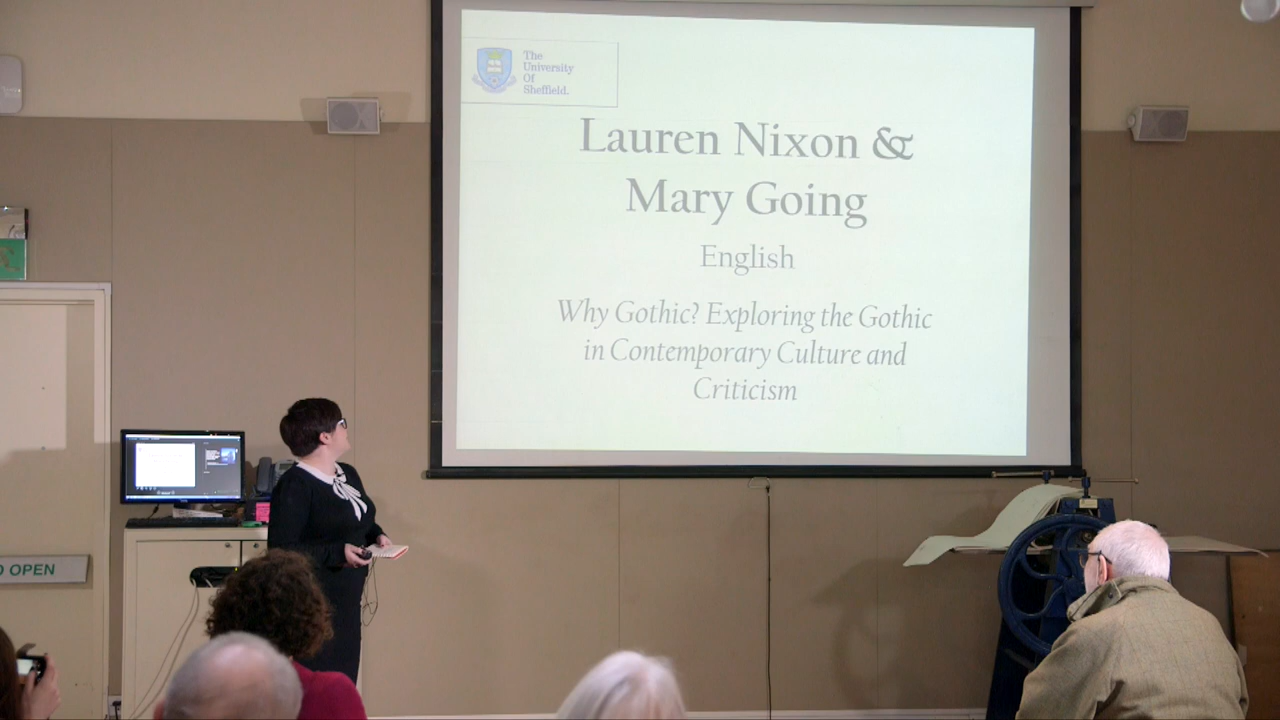 The
University
Of
Sheffield.
Lauren Nixon &
Mary Going
English
Why Gothic? Exploring the Gothic
in Contemporary Culture and
Criticism
OPEN